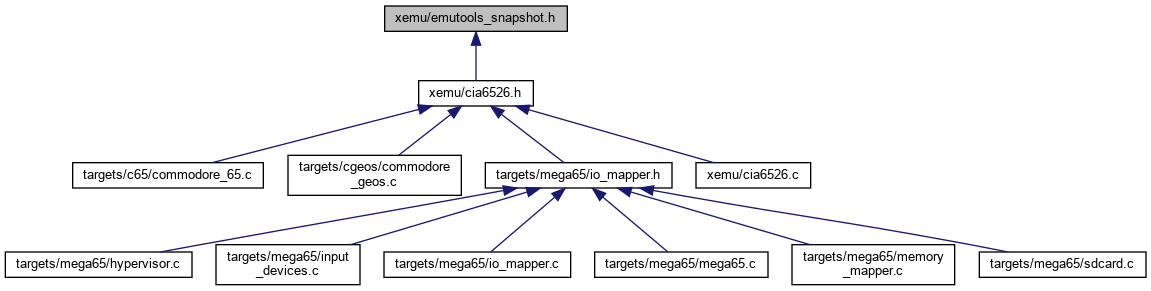 xemu/emutools_snapshot.h
xemu/cia6526.h
targets/c65/commodore_65.c
targets/cgeos/commodore
_geos.c
targets/mega65/io_mapper.h
xemu/cia6526.c
targets/mega65/hypervisor.c
targets/mega65/input
_devices.c
targets/mega65/io_mapper.c
targets/mega65/mega65.c
targets/mega65/memory
_mapper.c
targets/mega65/sdcard.c